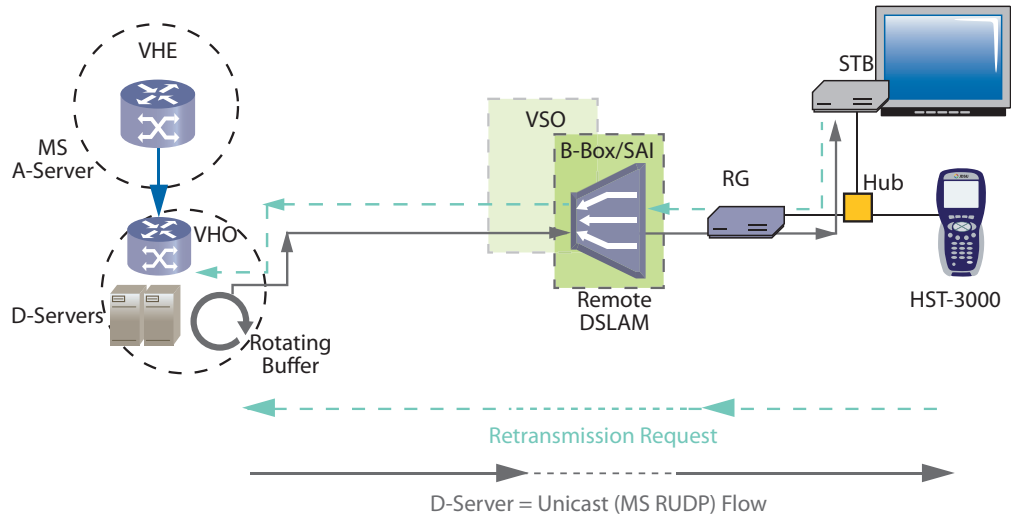 VHE
MS
A-Server
VHO
D-Servers
Rotating
Buffer
VSO
B-Box/SAI
Remote
DSLAM
RG
STB
Hub
HST-3000
Retransmission Request
D-Server = Unicast (MS RUDP) Flow